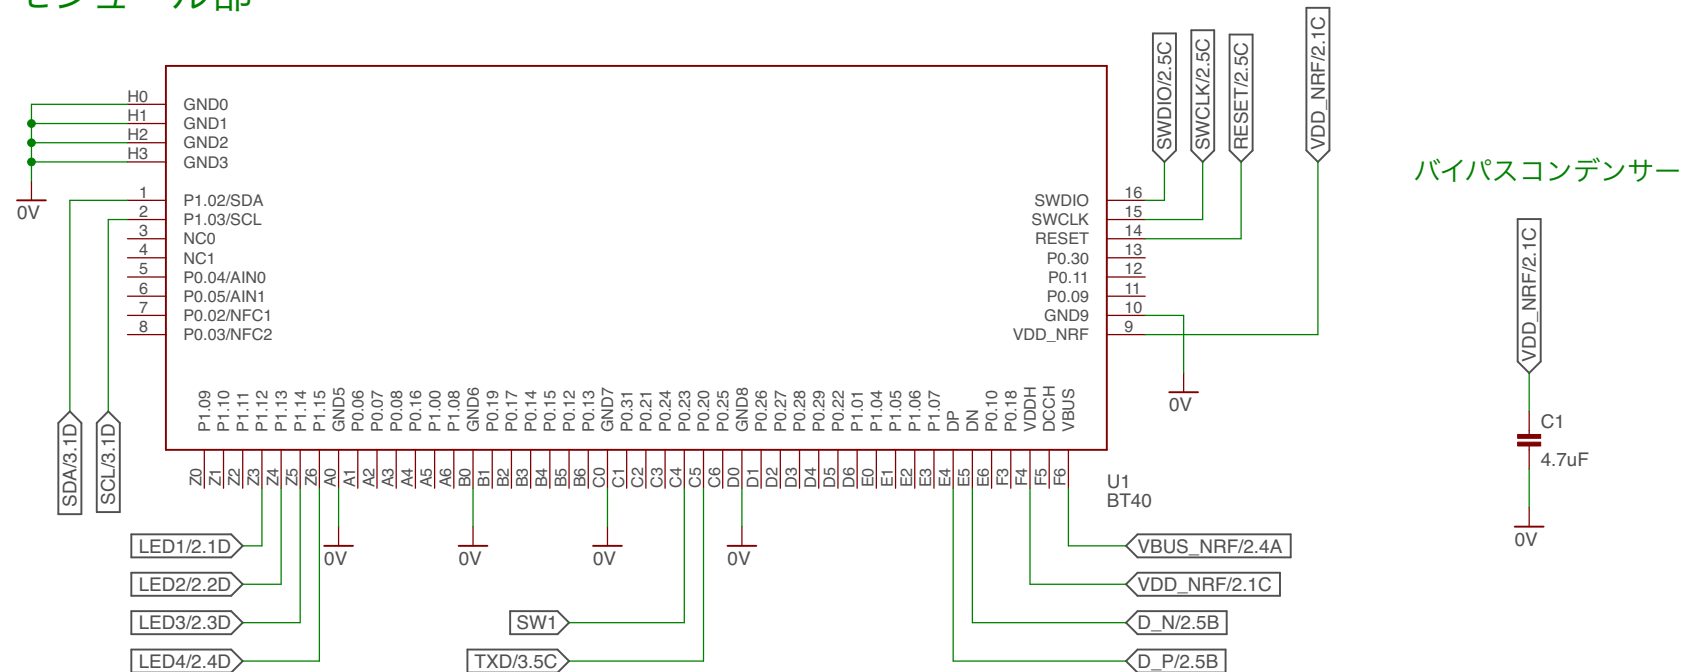 モジュール部
SWDIO/2.5C
SWCLK/2.5C
RESET/2.5C
VDD_NRF/2.1C
H0
H1
H2
H3
GND0
GND1
GND2
GND3
0V
1
2
3
4
5
6
7
8
P1.02/SDA
P1.03/SCL
NC0
NC1
P0.04/AIN0
P0.05/AIN1
P0.02/NFC1
P0.03/NFC2
SWDIO
SWCLK
RESET
P0.30
P0.11
P0.09
GND9
VDD_NRF
16
15
14
13
12
11
10
9
0V
SDA/3.1D
SCL/3.1D
P1.09
P1.10
P1.11
P1.12
P1.13
P1.14
P1.15
GND5
P0.06
P0.07
P0.08
P0.16
P1.00
P1.08
GND6
P0.19
P0.17
P0.14
P0.15
P0.12
P0.13
GND7
P0.31
P0.21
P0.24
P0.23
P0.20
P0.25
GND8
P0.26
P0.27
P0.28
P0.29
P0.22
P1.01
P1.04
P1.05
P1.06
P1.07
DP
DN
P0.10
P0.18
VDDH
DCCH
VBUS
Z0
Z1
Z2
Z3
Z4
Z5
Z6
A0
A1
A2
A3
A4
A5
A6
B0
B1
B2
B3
B4
B5
B6
C0
C1
C2
C3
C4
C5
C6
D0
D1
D2
D3
D4
D5
D6
E0
E1
E2
E3
E4
E5
E6
F3
F4
F5
F6
U1
BT40
LED1/2.1D
LED2/2.2D
LED3/2.3D
LED4/2.4D
0V
0V
0V
0V
SW1
TXD/3.5C
VBUS_NRF/2.4A
VDD_NRF/2.1C
D_N/2.5B
D_P/2.5B
バイパスコンデンサー
VDD_NRF/2.1C
C1
4.7uF
0V